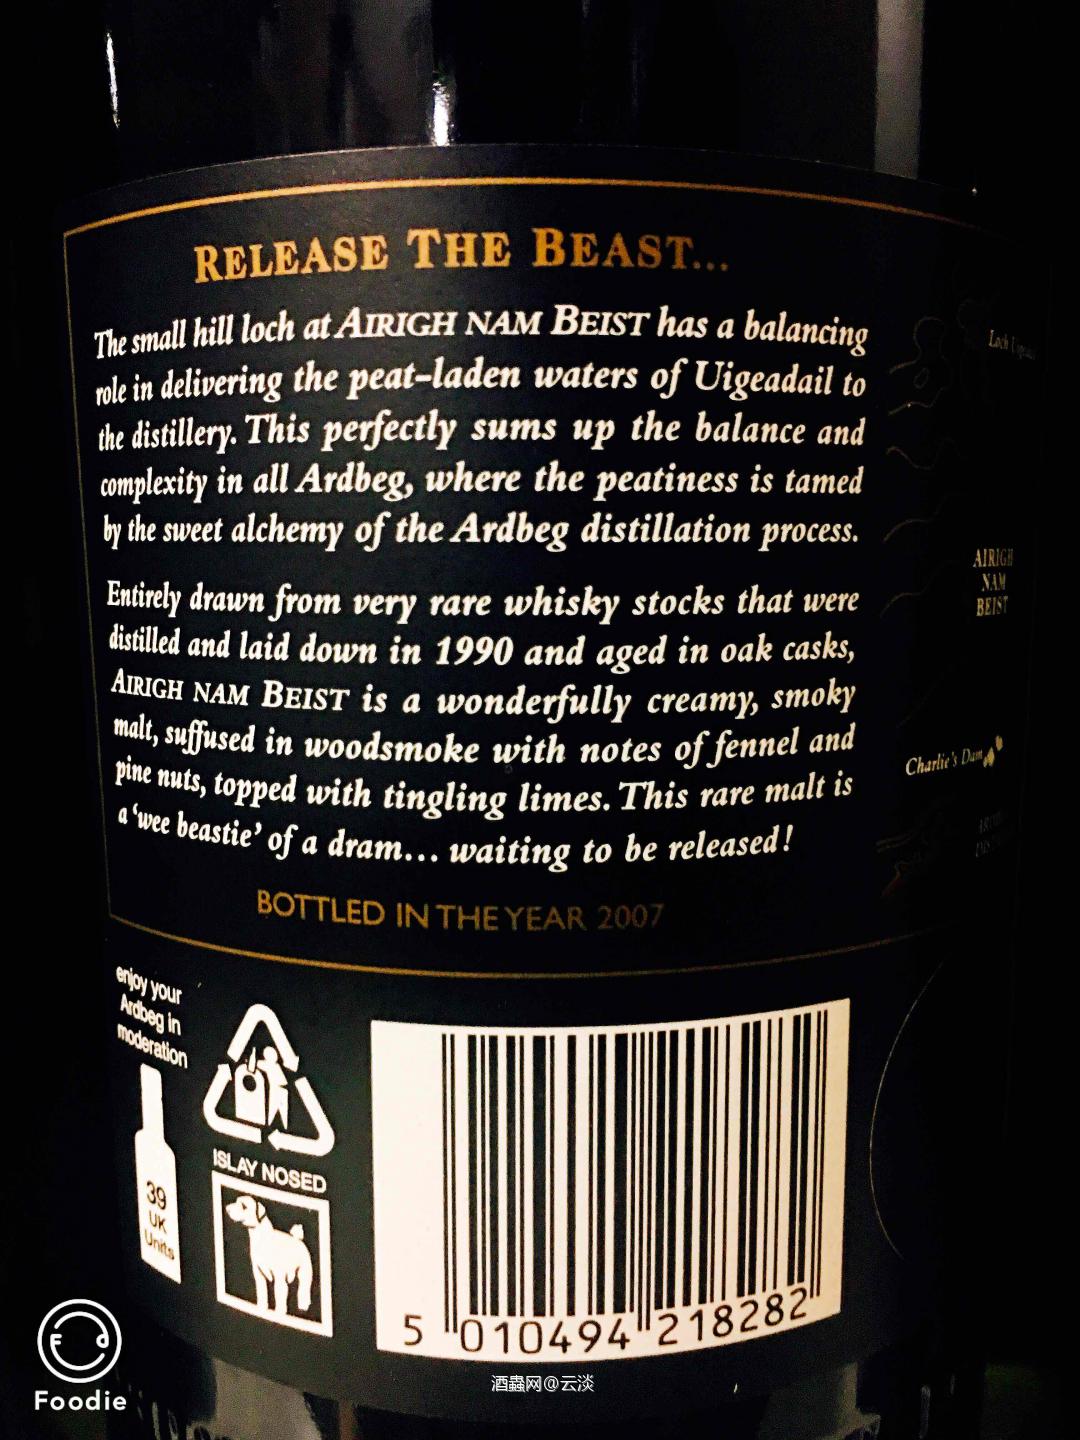 RELEASE THE BEAST...
The small hill loch at AIRIGH NAM BEIST has a balancing
role in delivering the peat-laden waters of Uigeadail to
the distillery. This perfectly sums up the balance and
complexity in all Ardbeg, where the peatiness is tamed
by the sweet alchemy of the Ardbeg distillation process.
Entirely drawn from very rare whisky stocks that were
distilled and laid down in 1990 and aged in oak casks,
AIRIGH NAM BEIST is a wonderfully creamy, smoky
malt, suffused in woodsmoke with notes of fennel and
pine nuts, topped with tingling limes. This rare malt is
a 'wee beastie' of a dram... waiting to be released!
BOTTLED IN THE YEAR 2007
Loch
AIRIGH
NAM
BEIST
Charlie's Dam
enjoy your
Ardbeg in
moderation
39
UK
Units
ISLAY NOSED
5 010494 218282
Foodie
酒蟲网@云淡